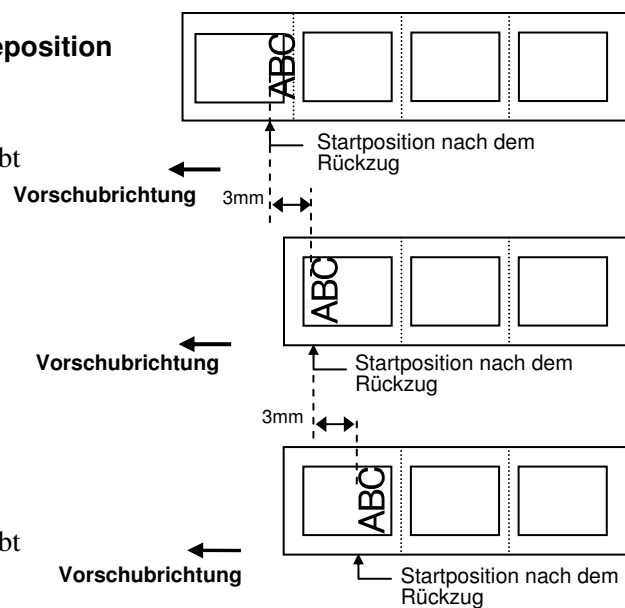 eposition
ABC
Startposition nach dem
Rückzug
bt
Vorschubrichtung
3mm
ABC
Vorschubrichtung
Startposition nach dem
Rückzug
3mm
ABC
bt
Vorschubrichtung
Startposition nach dem
Rückzug